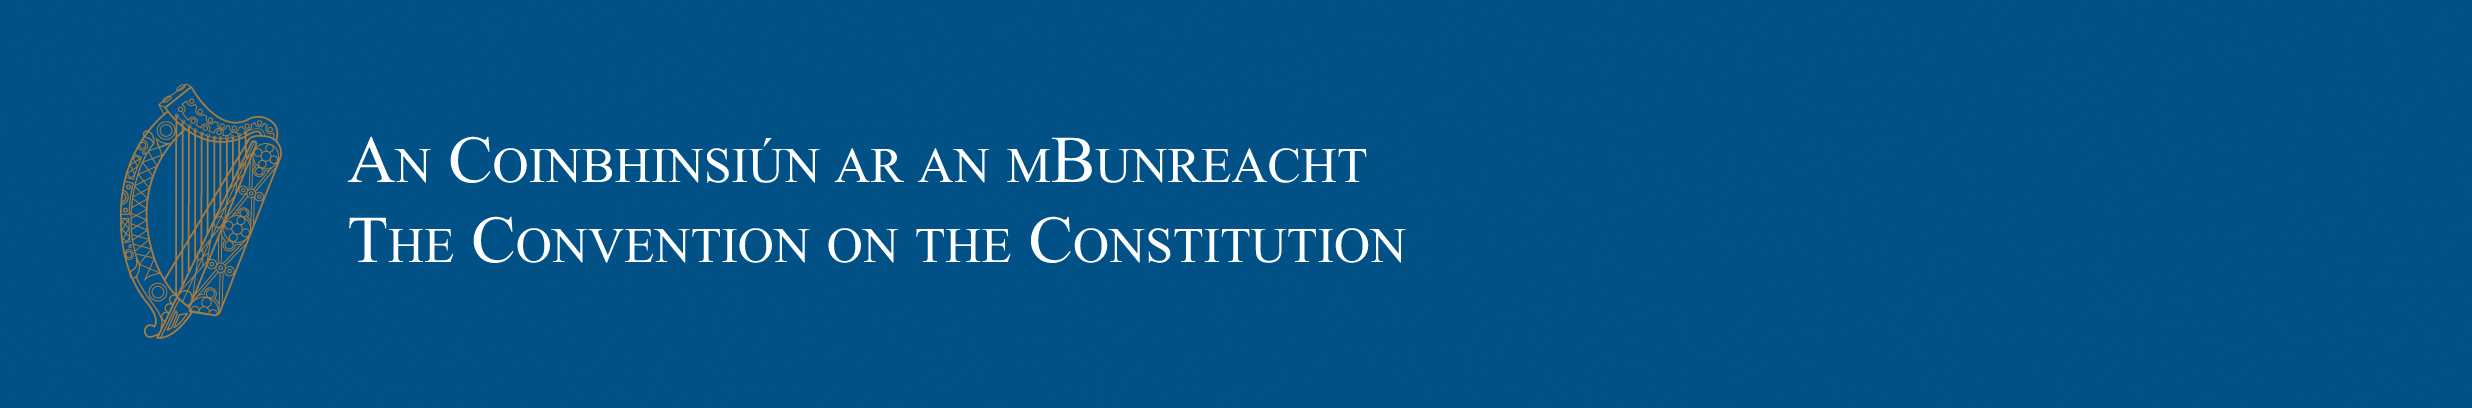 An Coinbhinsiún ar an mBunreacht
The Convention on the Constitution